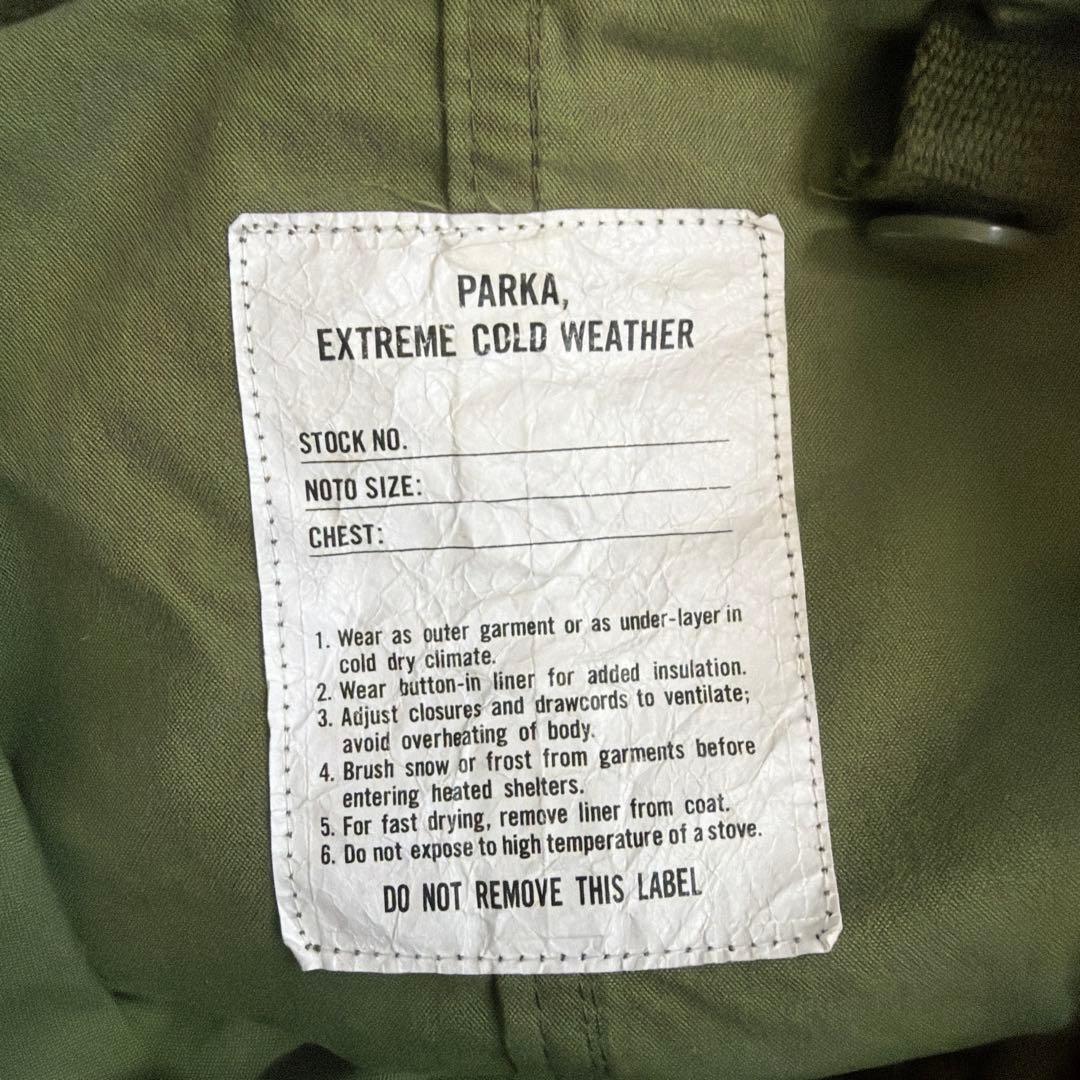 PARKA,
EXTREME COLD WEATHER
STOCK NO.
NOTO SIZE:
CHEST:
1. Wear as outer garment or as under-layer in
cold dry climate.
2. Wear button-in liner for added insulation.
3. Adjust closures and drawcords to ventilate;
avoid overheating of body.
4. Brush snow or frost from garments before
entering heated shelters.
5. For fast drying, remove liner from coat.
6. Do not expose to high temperature of a stove.
DO NOT REMOVE THIS LABEL